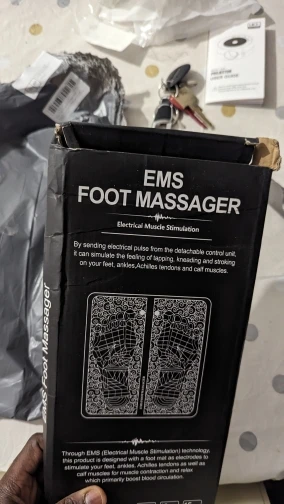 EMS
FOOT MASSAGER
Electrical Muscle Stimulation
By sending electrical pulse from the detachable control unit,
it can simulate the feeling of tapping, kneading and stroking
on your feet, ankles,Achilles tendons and calf muscles.
EMS Foot Massager
Through EMS (Electrical Muscle Stimulation) technology,
this product is designed with a foot mat as electrodes to
stimulate your feet, ankles, Achilles tendons as well as
calf muscles for muscle contraction and relax
which primarily boost blood circulation.
USER GUIDE